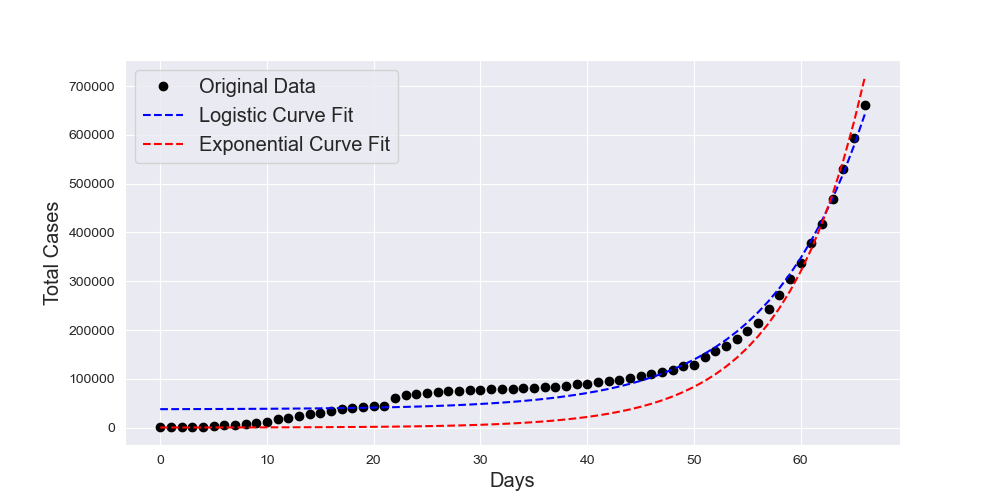 700000
600000
500000
400000
300000
200000
100000
0
Total Cases
Original Data
Logistic Curve Fit
Exponential Curve Fit
0 10 20 30 40 50 60
Days